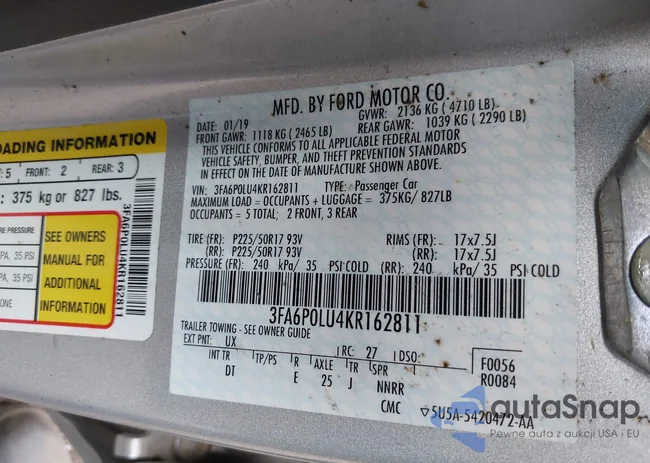 OADING INFORMATION
: 5 FRONT: 2 REAR: 3
: 375 kg or 827 lbs.
E PRESSURE
PA, 35 PSI
PA, 35 PSI
ONE
SEE OWNERS
MANUAL FOR
ADDITIONAL
INFORMATION
3FA6P0LU4KR162811
MFD. BY FORD MOTOR CO.
DATE: 01/19 GVWR: 2136 KG ( 4710 LB)
FRONT GAWR: 1118 KG ( 2465 LB) REAR GAWR: 1039 KG ( 2290 LB)
THIS VEHICLE CONFORMS TO ALL APPLICABLE FEDERAL MOTOR
VEHICLE SAFETY, BUMPER, AND THEFT PREVENTION STANDARDS
IN EFFECT ON THE DATE OF MANUFACTURE SHOWN ABOVE.
VIN: 3FA6P0LU4KR162811 TYPE: Passenger Car
MAXIMUM LOAD = OCCUPANTS + LUGGAGE = 375KG/ 827LB
OCCUPANTS = 5 TOTAL; 2 FRONT, 3 REAR
TIRE (FR): P225/50R17 93V RIMS (FR): 17x7.5J
(RR): P225/50R17 93V (RR): 17x7.5J
PRESSURE (FR): 240 kPa/ 35 PSI COLD (RR): 240 kPa/ 35 PSI COLD
3FA6P0LU4KR162811
TRAILER TOWING - SEE OWNER GUIDE
EXT PNT: UX RC: 27 DSO: F0056
INT TR TP/PS R AXLE TR SPR R0084
DT E 25 J NNRR
CMC 5U5A-5420472-AA
autoSnap
Pewne auta z aukcji USA i EU